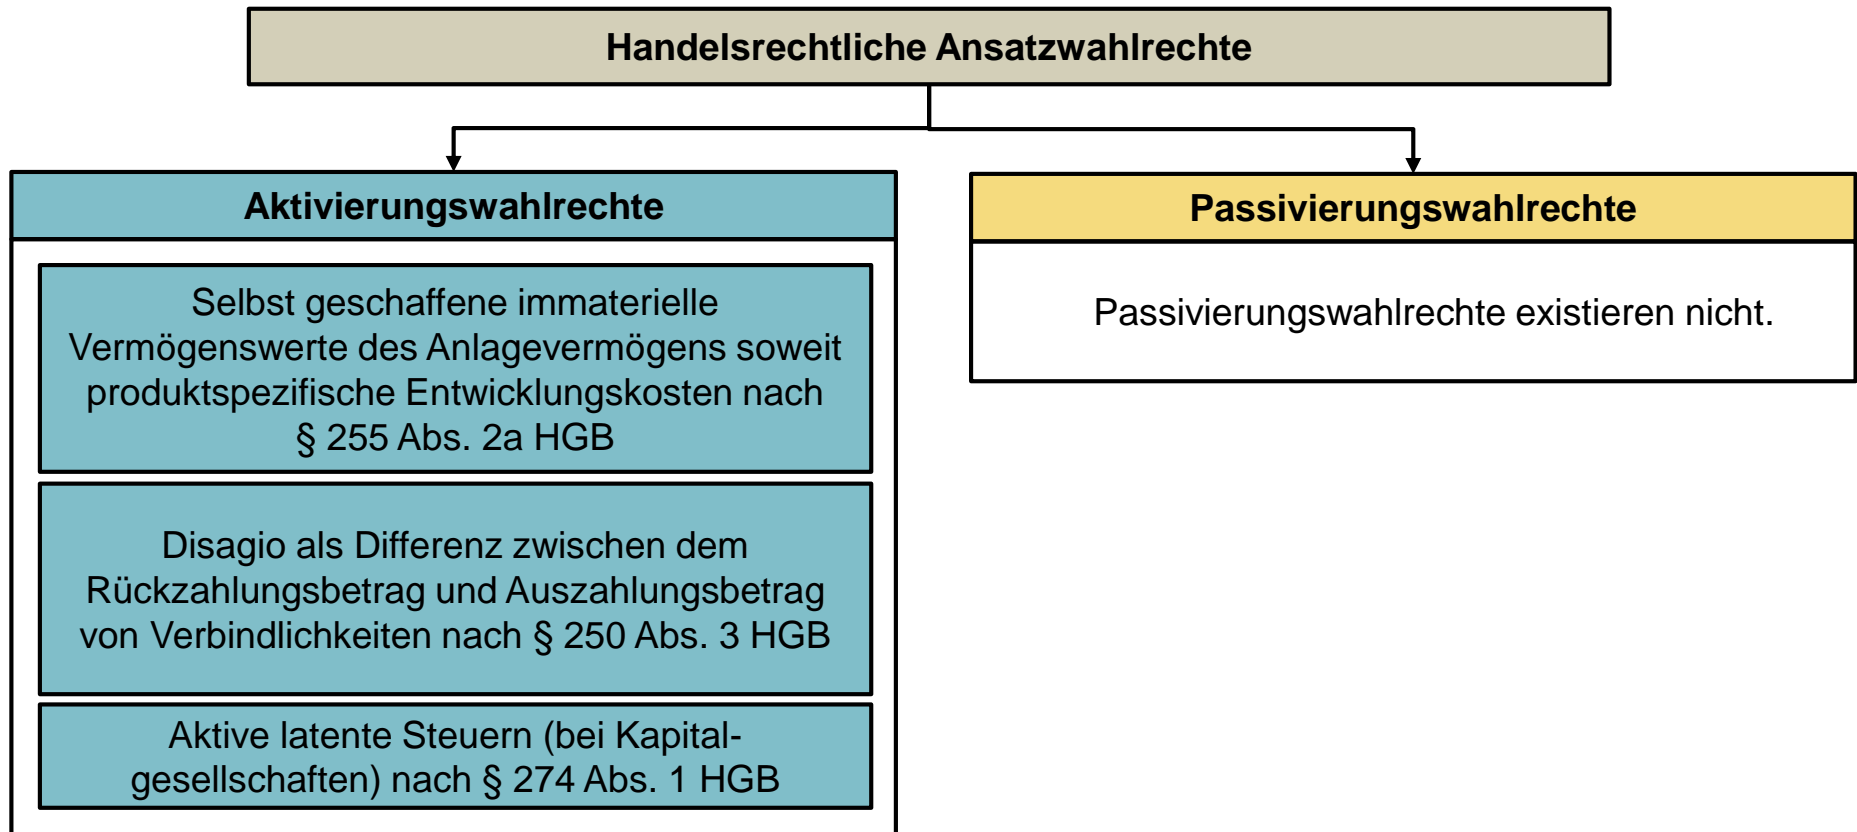 Handelsrechtliche Ansatzwahlrechte
Aktivierungswahlrechte
Selbst geschaffene immaterielle
Vermögenswerte des Anlagevermögens soweit
produktspezifische Entwicklungskosten nach
§ 255 Abs. 2a HGB
Disagio als Differenz zwischen dem
Rückzahlungsbetrag und Auszahlungsbetrag
von Verbindlichkeiten nach § 250 Abs. 3 HGB
Aktive latente Steuern (bei Kapital-
gesellschaften) nach § 274 Abs. 1 HGB
Passivierungswahlrechte
Passivierungswahlrechte existieren nicht.